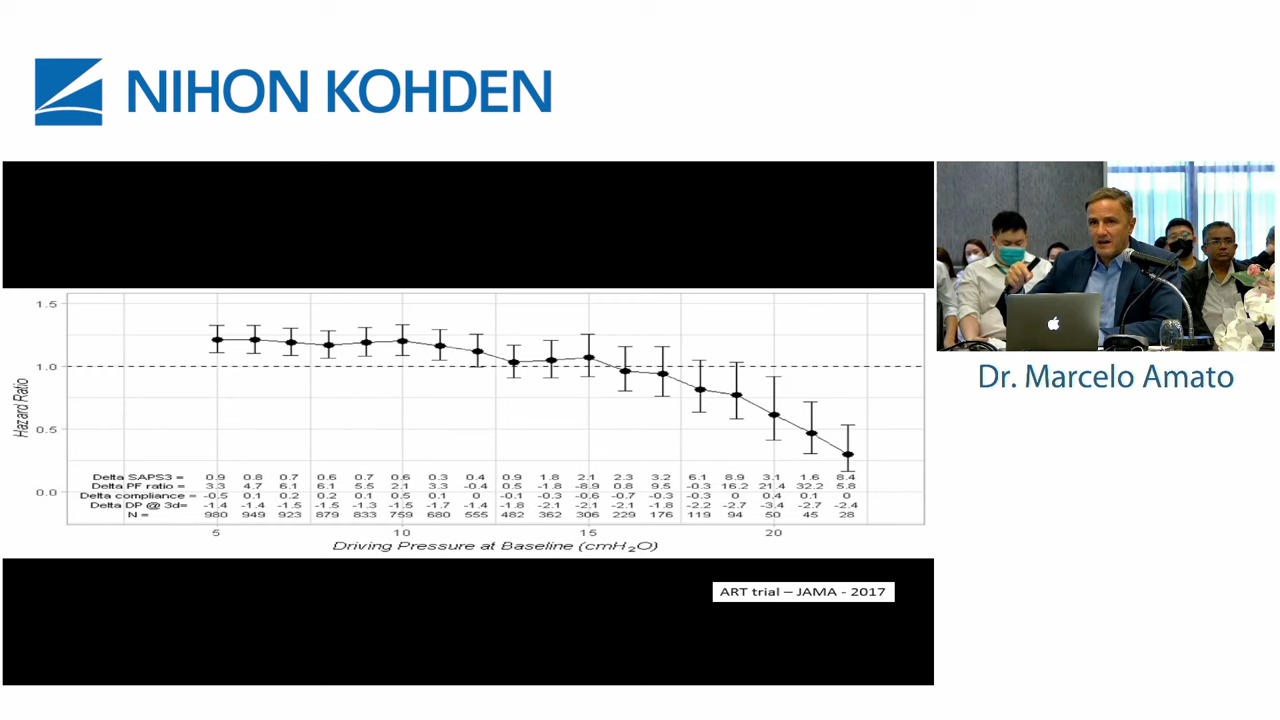 NIHON KOHDEN
Dr. Marcelo Amato
1.5
1.0
0.5
0.0
Hazard Ratio
Delta SAPS3 = 0.9 0.8 0.7 0.6 0.7 0.6 0.3 0.4 0.9 1.8 2.1 2.3 3.2 6.1 8.9 3.1 1.6 8.4
Delta PF ratio = 3.3 4.7 6.1 6.1 5.5 2.1 3.3 -0.4 0.5 -1.8 -8.9 0.8 9.5 -0.3 16.2 21.4 32.2 5.8
Delta compliance = -0.5 0.1 0.2 0.2 0.1 0.5 0.1 0 -0.1 -0.3 -0.6 -0.7 -0.3 -0.3 0 0.4 0.1 0
Delta DP @ 3d= -1.4 -1.4 -1.5 -1.5 -1.3 -1.5 -1.7 -1.4 -1.8 -2.1 -2.1 -2.1 -1.8 -2.2 -2.7 -3.4 -2.7 -2.4
N = 980 949 923 879 833 759 680 555 482 362 306 229 176 119 94 50 45 28
5 10 15 20
Driving Pressure at Baseline (cmH₂O)
ART trial – JAMA - 2017